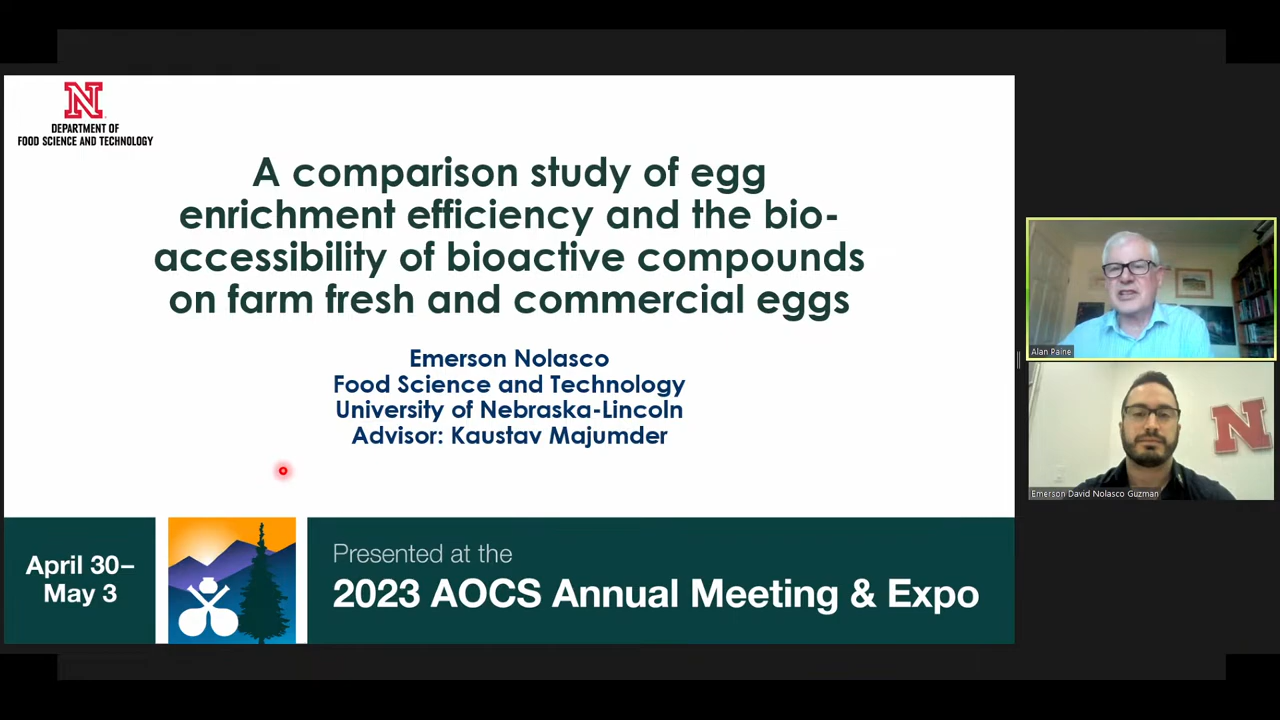 N
DEPARTMENT OF
FOOD SCIENCE AND TECHNOLOGY
A comparison study of egg
enrichment efficiency and the bio-
accessibility of bioactive compounds
on farm fresh and commercial eggs
Emerson Nolasco
Food Science and Technology
University of Nebraska-Lincoln
Advisor: Kaustav Majumder
April 30–
May 3
Presented at the
2023 AOCS Annual Meeting & Expo
Alan Paine
N
Emerson David Nolasco Guzman